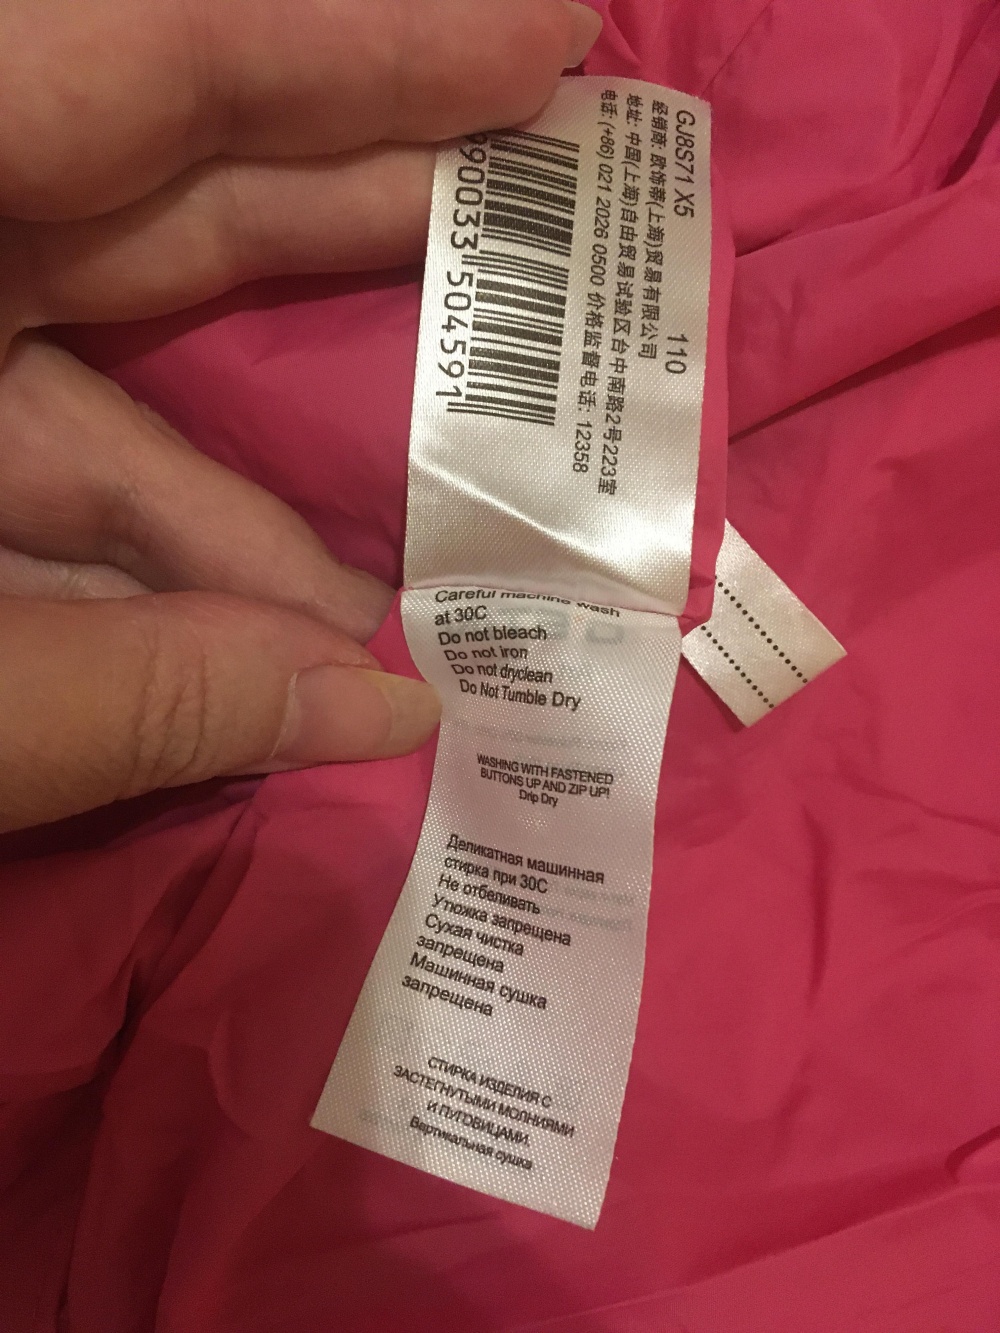 GJ8S71 X5 110
经销商: 欧饰蒂(上海)贸易有限公司
地址: 中国(上海)自由贸易试验区台中南路2号223室
电话: (+86) 021 2026 0500 价格监督电话: 12358
90033 504591
Careful machine wash
at 30C
Do not bleach
Do not iron
Do not dryclean
Do Not Tumble Dry
WASHING WITH FASTENED
BUTTONS UP AND ZIP UP!
Drip Dry
Деликатная машинная
стирка при 30С
Не отбеливать
Утюжка запрещена
Сухая чистка
запрещена
Машинная сушка
запрещена
СТИРКА ИЗДЕЛИЯ С
ЗАСТЕГНУТЫМИ МОЛНИЯМИ
И ПУГОВИЦАМИ.
Вертикальная сушка